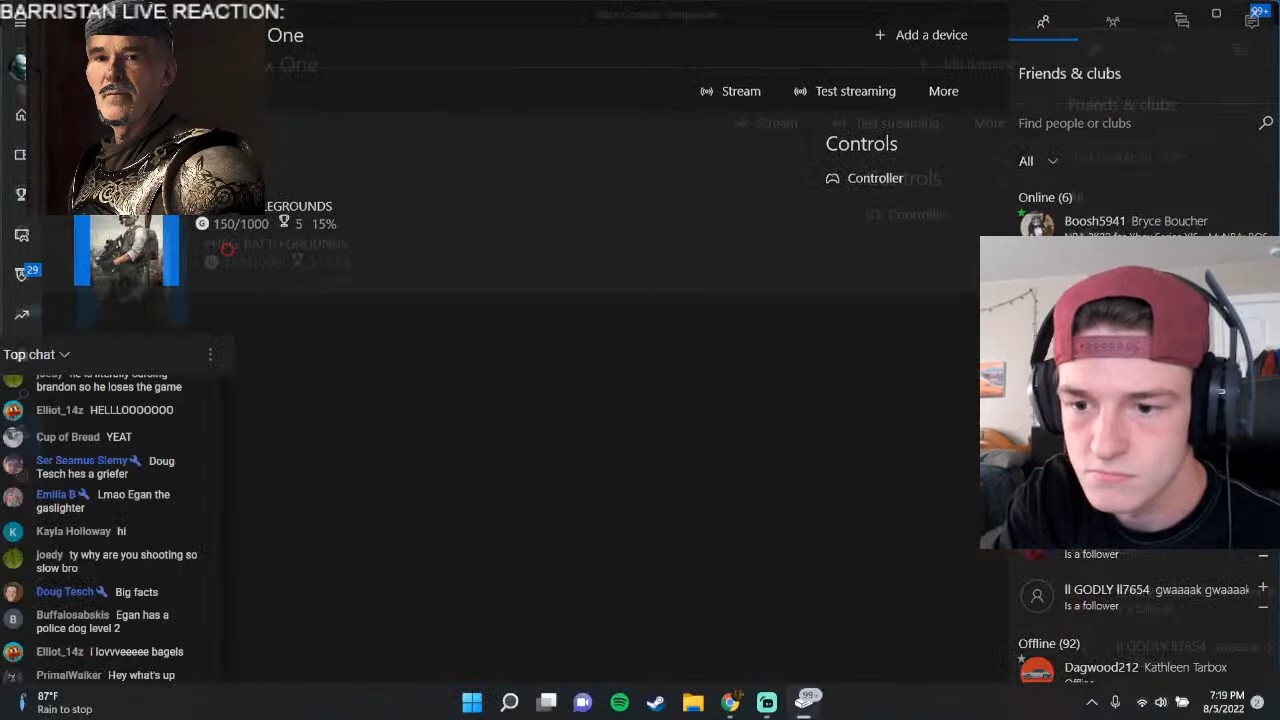 BARRISTAN LIVE REACTION:
99+
One
Add a device
Stream
Test streaming
More
Friends & clubs
Find people or clubs
All
Controls
Controller
Online (6)
Boosh5941 Bryce Boucher
LEGROUNDS
150/1000 5 15%
29
Top chat
brandon so he loses the game
Elliot_14z HELLLOOOOOOO
Cup of Bread YEAT
Ser Seamus Slemy Doug
Tesch hes a griefer
Emilia B Lmao Egan the
gaslighter
Kayla Holloway hi
joedy ty why are you shooting so
slow bro
Doug Tesch Big facts
Buffalosabskis Egan has a
police dog level 2
Elliot_14z i lovvveeeee bagels
PrimalWalker Hey what's up
Is a follower
ll GODLY ll7654 gwaaaak gwaaaak
Is a follower
Offline (92)
Dagwood212 Kathleen Tarbox
87°F
Rain to stop
99+
7:19 PM
8/5/2022
2